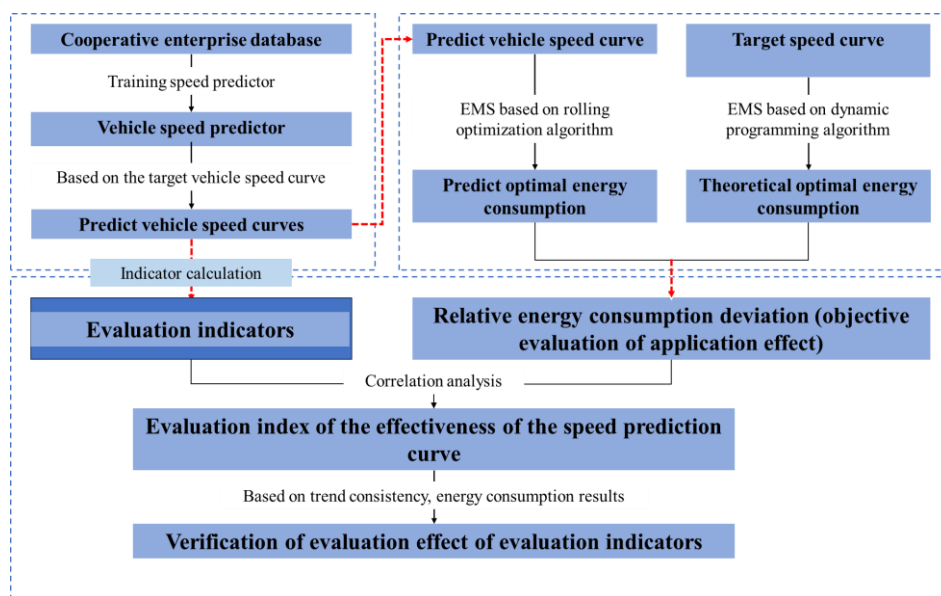 Cooperative enterprise database
Training speed predictor
Vehicle speed predictor
Based on the target vehicle speed curve
Predict vehicle speed curves
Predict vehicle speed curve
EMS based on rolling
optimization algorithm
Predict optimal energy
consumption
Target speed curve
EMS based on dynamic
programming algorithm
Theoretical optimal energy
consumption
Indicator calculation
Evaluation indicators
Relative energy consumption deviation (objective
evaluation of application effect)
Correlation analysis
Evaluation index of the effectiveness of the speed prediction
curve
Based on trend consistency, energy consumption results
Verification of evaluation effect of evaluation indicators